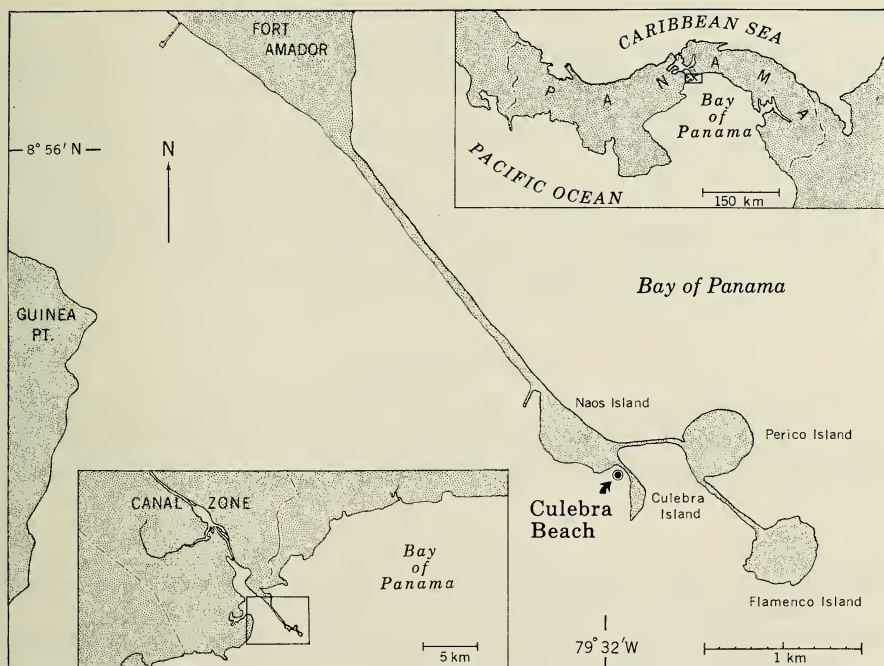 FORT
AMADOR
CARIBBEAN SEA
PANAMA
Bay
of
Panama
PACIFIC OCEAN
150 km
8° 56′ N
N
Bay of Panama
GUINEA
PT.
Naos Island
Perico Island
Culebra
Beach
Culebra
Island
Flamenco Island
CANAL ZONE
Bay
of
Panama
5 km
79° 32′W
1 km